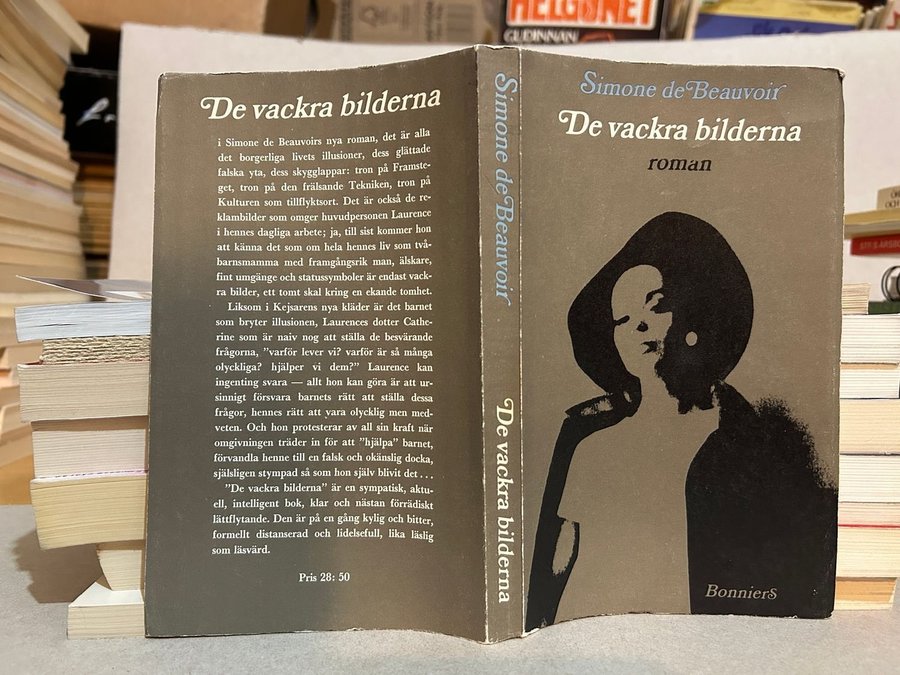 HELGONET
GUDINNAN
De vackra bilderna
i Simone de Beauvoirs nya roman, det är alla
det borgerliga livets illusioner, dess glättade
falska yta, dess skygglappar: tron på Framste-
get, tron på den frälsande Tekniken, tron på
Kulturen som tillflyktsort. Det är också de re-
klambilder som omger huvudpersonen Laurence
i hennes dagliga arbete; ja, till sist kommer hon
att känna det som om hela hennes liv som två-
barnsmamma med framgångsrik man, älskare,
fint umgänge och statussymboler är endast vack-
ra bilder, ett tomt skal kring en ekande tomhet.
Liksom i Kejsarens nya kläder är det barnet
som bryter illusionen, Laurences dotter Cathe-
rine som är naiv nog att ställa de besvärande
frågorna, "varför lever vi? varför är så många
olyckliga? hjälper vi dem?" Laurence kan
ingenting svara — allt hon kan göra är att ur-
sinnigt försvara barnets rätt att ställa dessa
frågor, hennes rätt att vara olycklig men med-
veten. Och hon protesterar av all sin kraft när
omgivningen träder in för att "hjälpa" barnet,
förvandla henne till en falsk och okänslig docka,
själsligen stympad så som hon själv blivit det . . .
"De vackra bilderna" är en sympatisk, aktu-
ell, intelligent bok, klar och nästan förrädiskt
lättflytande. Den är på en gång kylig och bitter,
formellt distanserad och lidelsefull, lika läslig
som läsvärd.
Pris 28: 50
Simone de Beauvoir
De vackra bilderna
Simone de Beauvoir
De vackra bilderna
roman
Bonniers